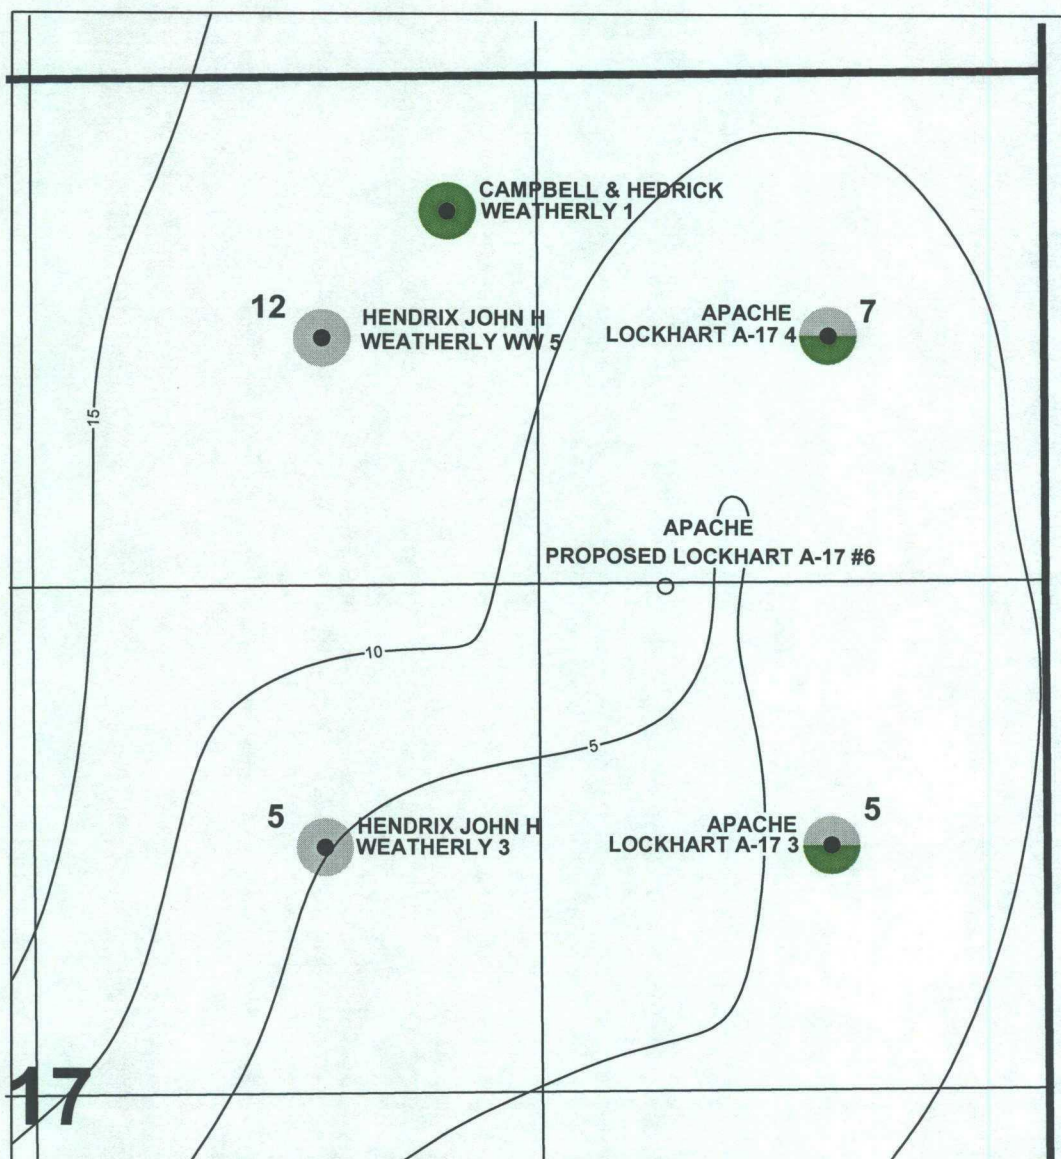 CAMPBELL & HEDRICK
WEATHERLY 1
12
HENDRIX JOHN H
WEATHERLY WW 5
APACHE
LOCKHART A-17 4
7
15
APACHE
PROPOSED LOCKHART A-17 #6
10
5
5
HENDRIX JOHN H
WEATHERLY 3
APACHE
LOCKHART A-17 3
5
17